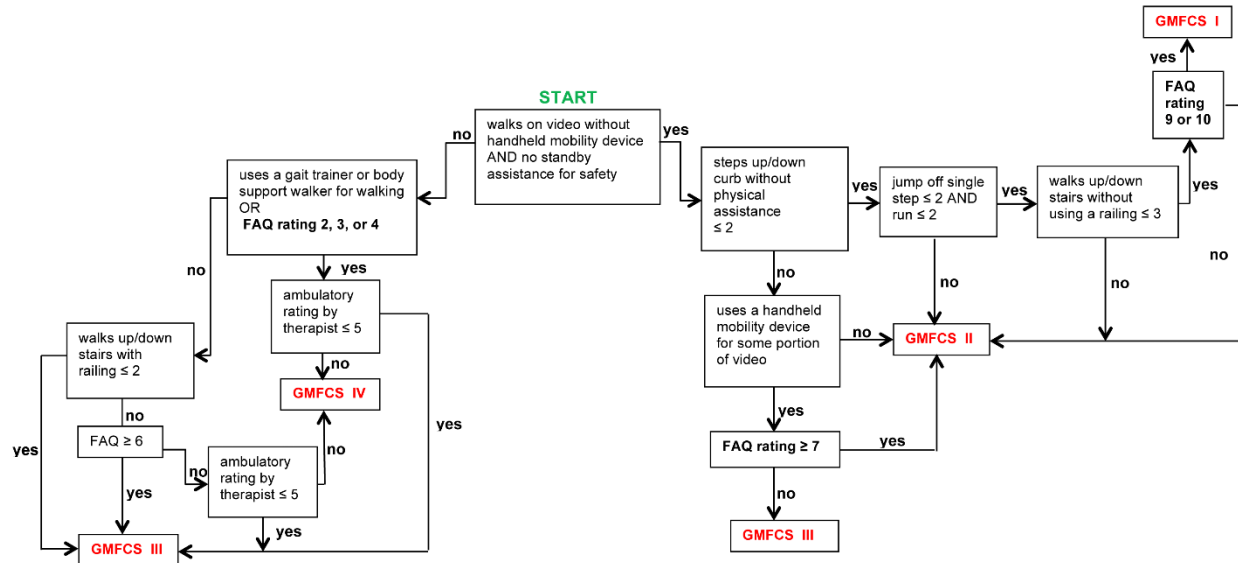 GMFCS I
yes
FAQ
rating
9 or 10
no
yes
START
walks on video without
handheld mobility device
AND no standby
assistance for safety
no
yes
uses a gait trainer or body
support walker for walking
OR
FAQ rating 2, 3, or 4
no
yes
ambulatory
rating by
therapist ≤ 5
no
yes
GMFCS IV
walks up/down
stairs with
railing ≤ 2
yes
no
FAQ ≥ 6
yes
no
ambulatory
rating by
therapist ≤ 5
no
yes
GMFCS III
steps up/down
curb without
physical
assistance
≤ 2
yes
no
jump off single
step ≤ 2 AND
run ≤ 2
yes
no
walks up/down
stairs without
using a railing ≤ 3
no
uses a handheld
mobility device
for some portion
of video
no
yes
GMFCS II
FAQ rating ≥ 7
yes
no
GMFCS III